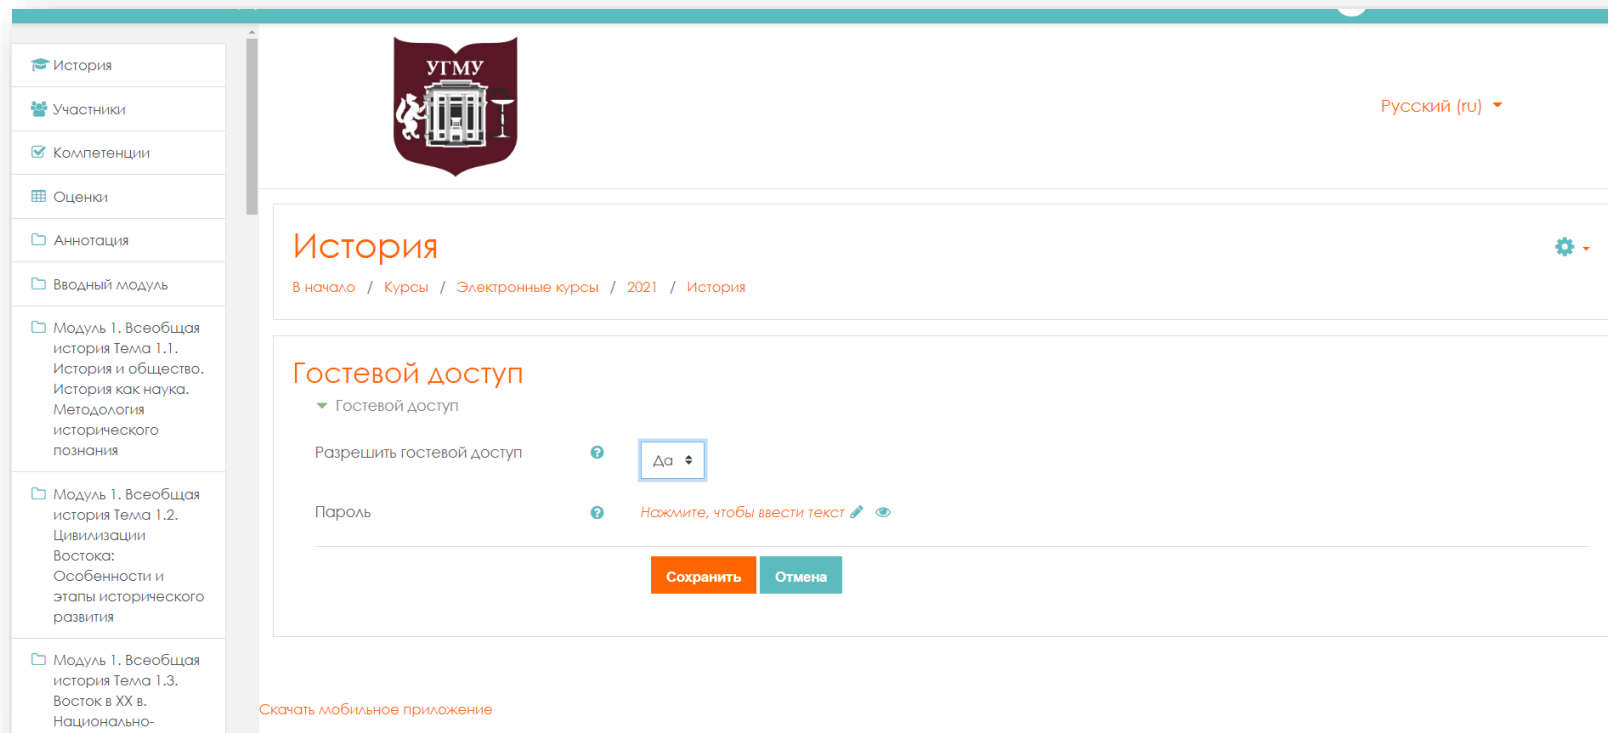 История
Участники
Компетенции
Оценки
Аннотация
Вводный модуль
Модуль 1. Всеобщая
история Тема 1.1.
История и общество.
История как наука.
Методология
исторического
познания
Модуль 1. Всеобщая
история Тема 1.2.
Цивилизации
Востока:
Особенности и
этапы исторического
развития
Модуль 1. Всеобщая
история Тема 1.3.
Восток в XX в.
Национально-
УГМУ
Русский (ru)
История
В начало / Курсы / Электронные курсы / 2021 / История
Гостевой доступ
Гостевой доступ
Разрешить гостевой доступ
Да
Пароль
Нажмите, чтобы ввести текст
Сохранить Отмена
Скачать мобильное приложение